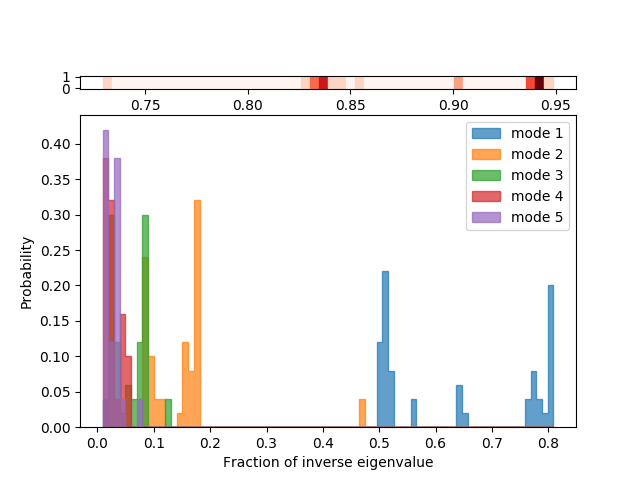 1
0
0.75 0.80 0.85 0.90 0.95
0.40
0.35
0.30
0.25
0.20
0.15
0.10
0.05
0.00
Probability
mode 1
mode 2
mode 3
mode 4
mode 5
0.0 0.1 0.2 0.3 0.4 0.5 0.6 0.7 0.8
Fraction of inverse eigenvalue